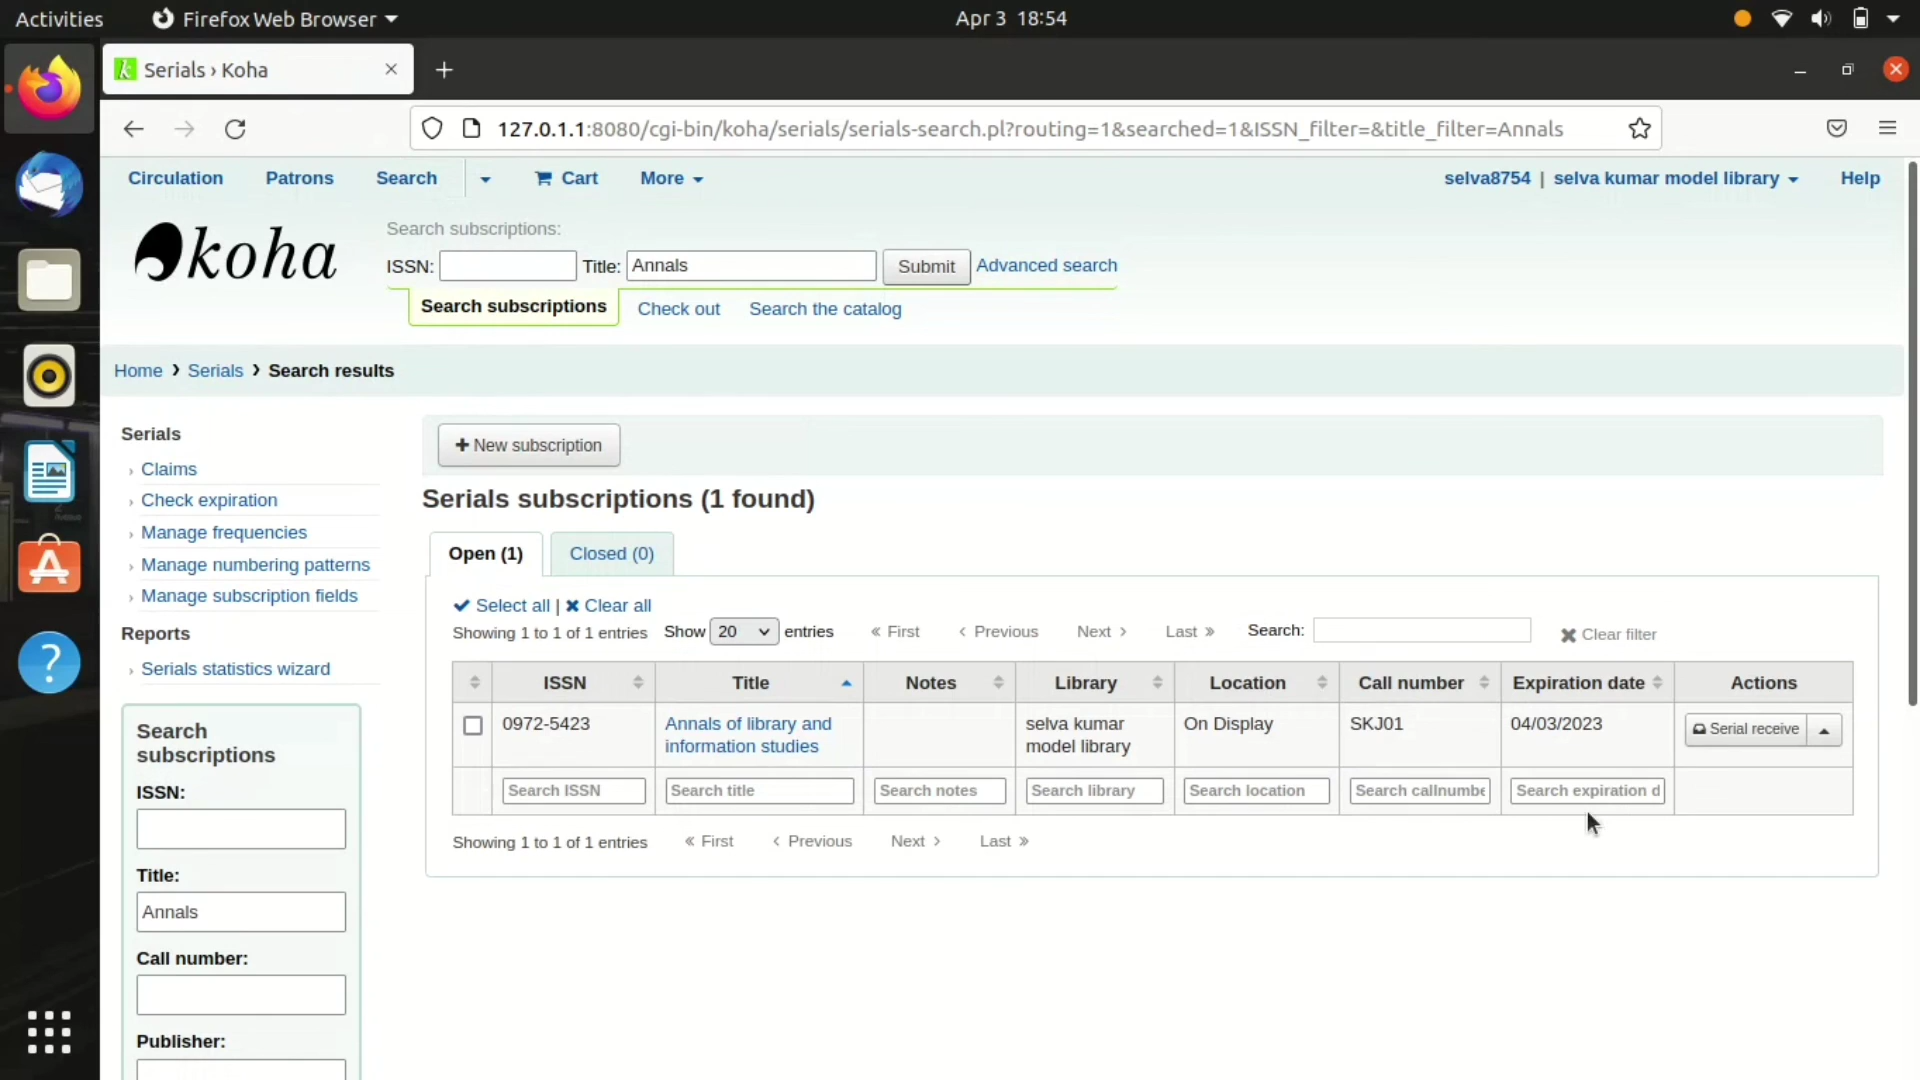 Activities Firefox Web Browser Apr 3 18:54
Serials › Koha
127.0.1.1:8080/cgi-bin/koha/serials/serials-search.pl?routing=1&searched=1&ISSN_filter=&title_filter=Annals
Circulation Patrons Search Cart More selva8754 | selva kumar model library Help
koha
Search subscriptions:
ISSN: Title: Annals Submit Advanced search
Search subscriptions Check out Search the catalog
Home › Serials › Search results
Serials
Claims
Check expiration
Manage frequencies
Manage numbering patterns
Manage subscription fields
Reports
Serials statistics wizard
Search
subscriptions
ISSN:
Title:
Annals
Call number:
Publisher:
+ New subscription
Serials subscriptions (1 found)
Open (1) Closed (0)
Select all | Clear all
Showing 1 to 1 of 1 entries Show 20 entries « First ‹ Previous Next › Last » Search: Clear filter
ISSN Title Notes Library Location Call number Expiration date Actions
0972-5423 Annals of library and selva kumar On Display SKJ01 04/03/2023 Serial receive
information studies model library
Search ISSN Search title Search notes Search library Search location Search callnumbe Search expiration d
Showing 1 to 1 of 1 entries « First ‹ Previous Next › Last »